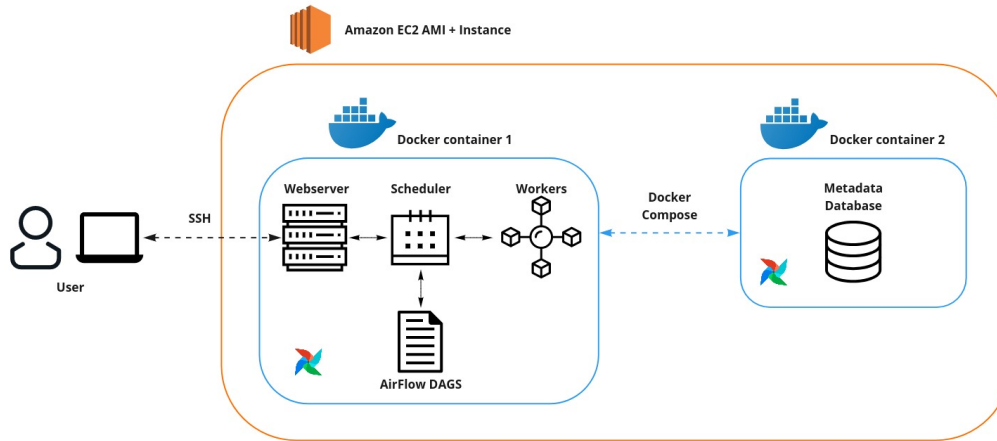 Amazon EC2 AMI + Instance
Docker container 1
Docker container 2
Webserver
Scheduler
Workers
Docker
Compose
Metadata
Database
SSH
User
AirFlow DAGS